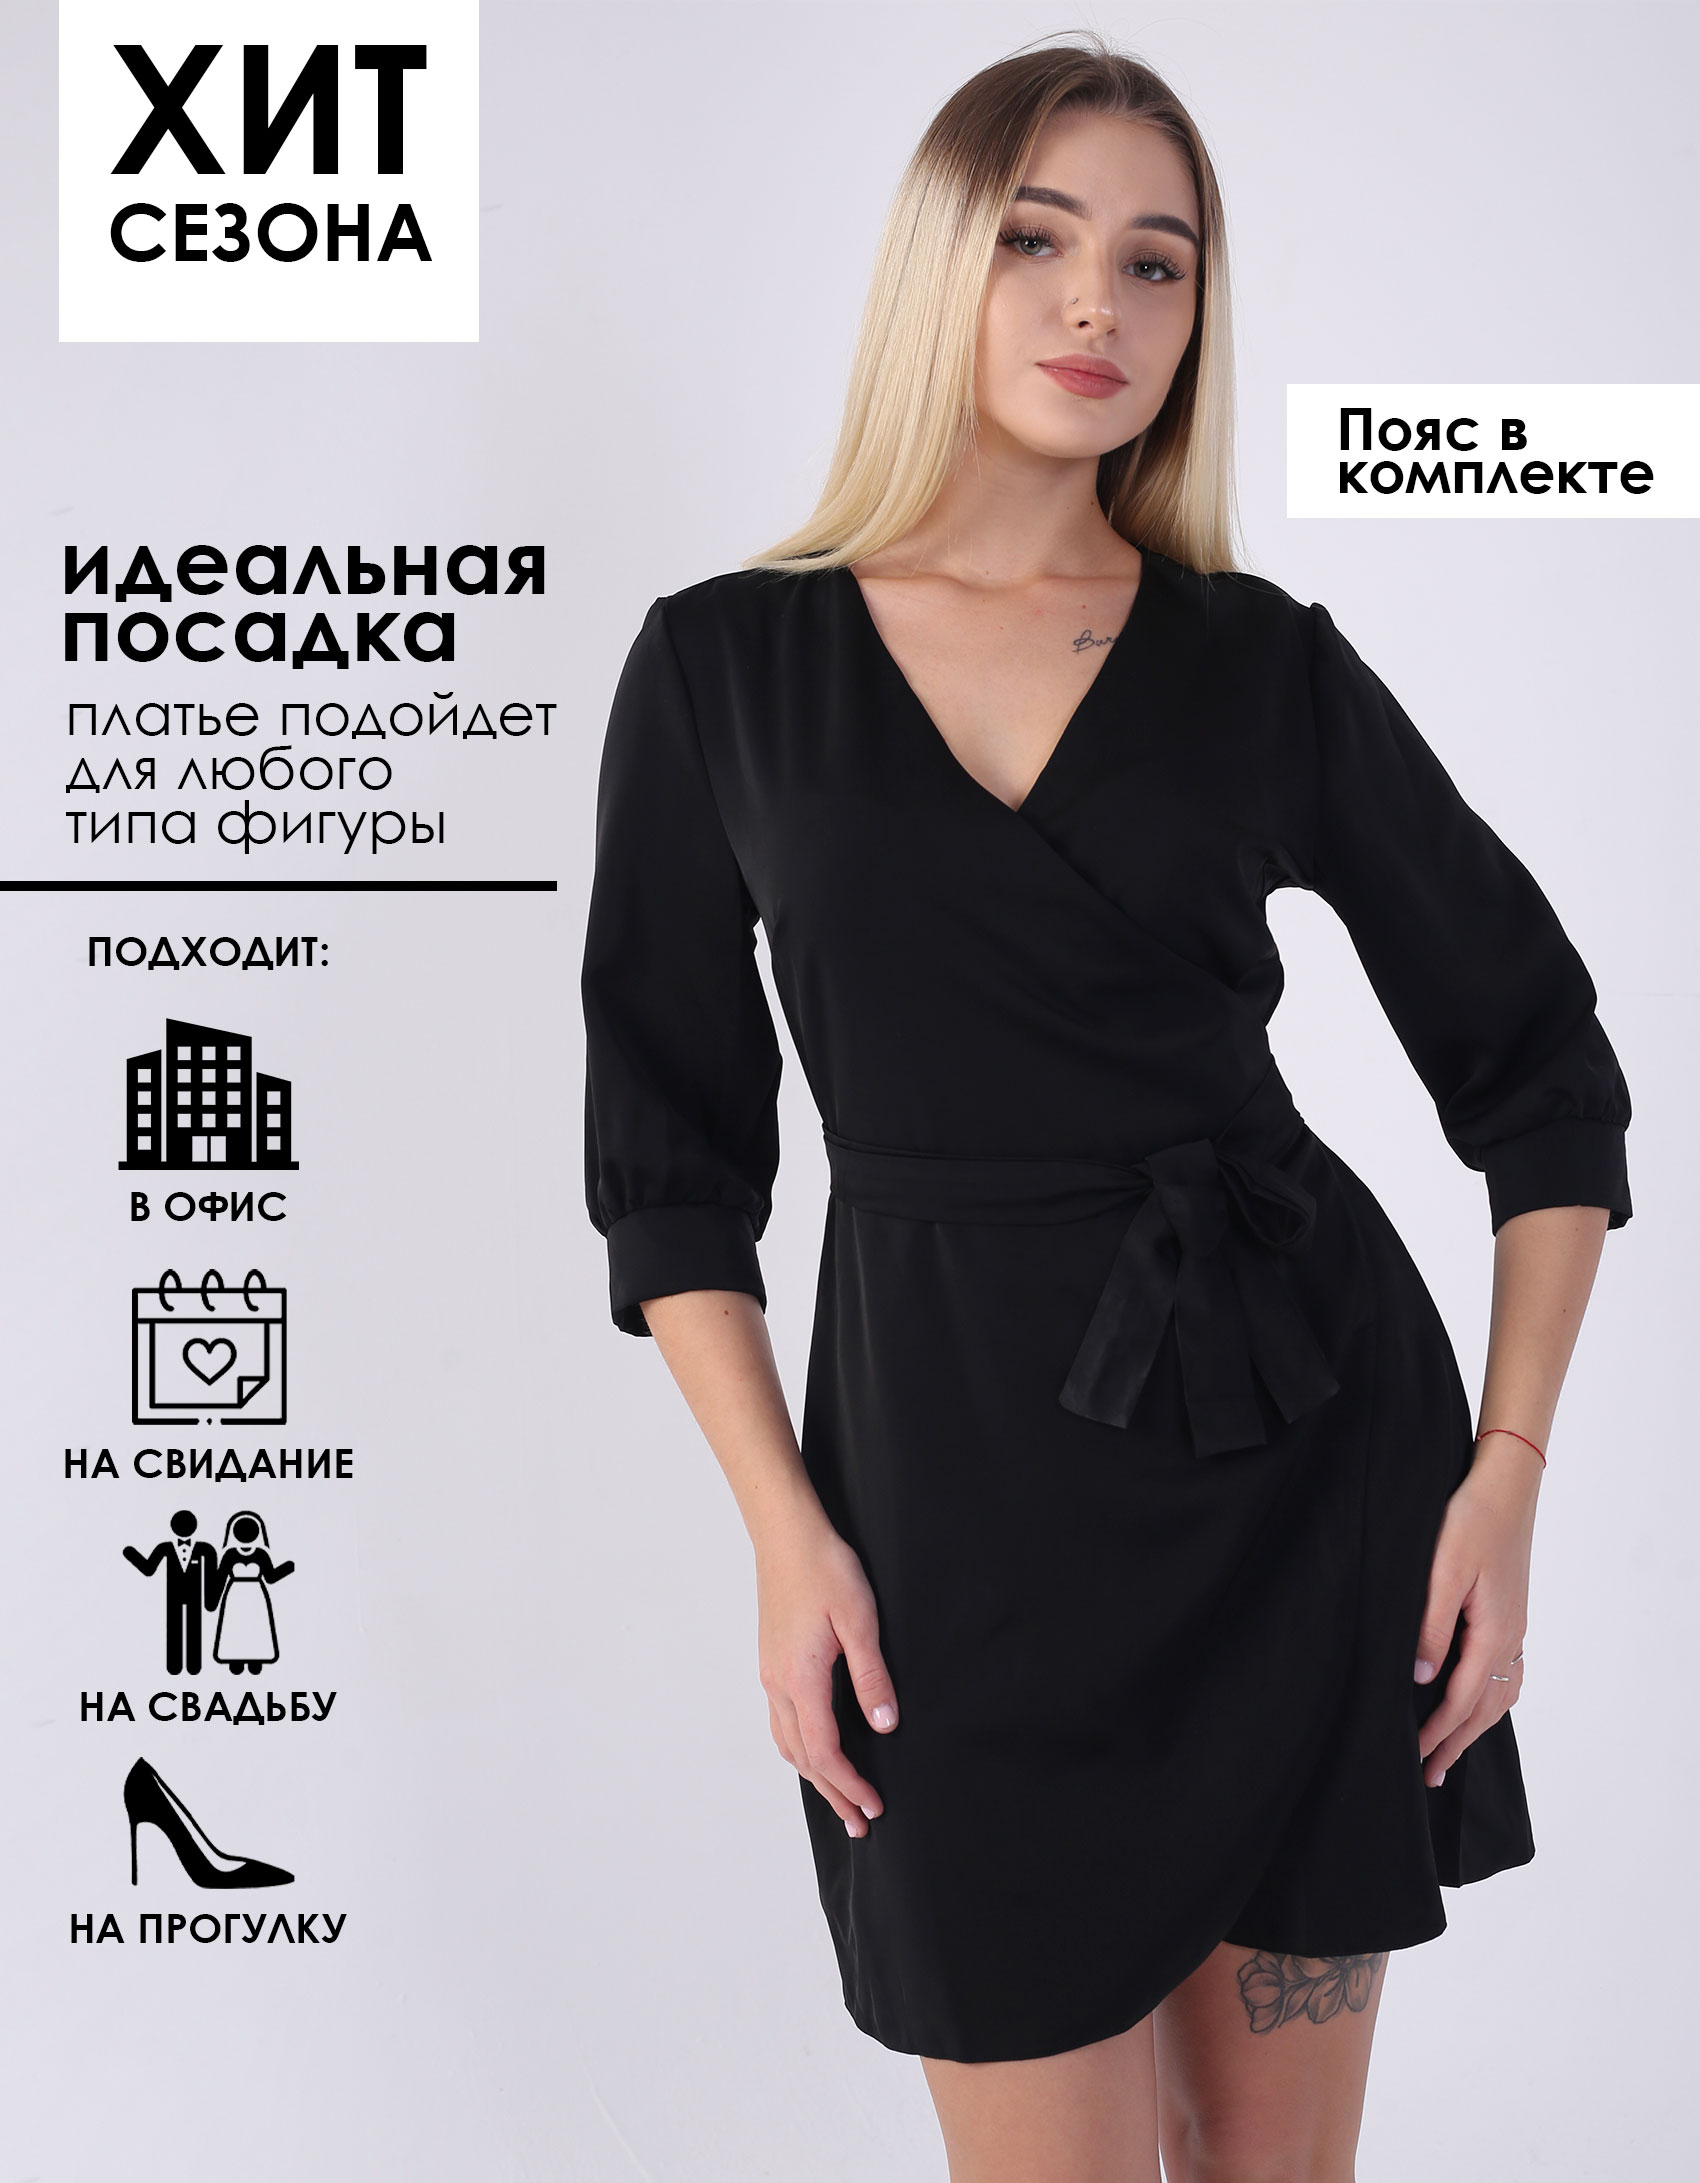 ХИТ
СЕЗОНА
Пояс в
комплекте
идеальная
посадка
платье подойдет
для любого
типа фигуры
ПОДХОДИТ:
В ОФИС
НА СВИДАНИЕ
НА СВАДЬБУ
НА ПРОГУЛКУ